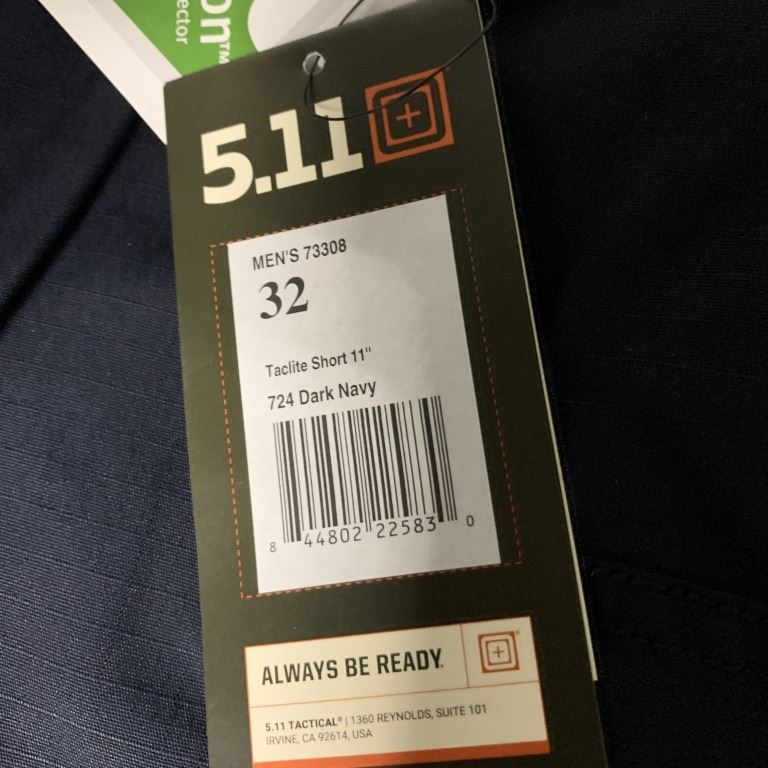 on™
ector
5.11
MEN'S 73308
32
Taclite Short 11"
724 Dark Navy
8 44802 22583 0
ALWAYS BE READY.
5.11 TACTICAL® | 1360 REYNOLDS, SUITE 101
IRVINE, CA 92614, USA